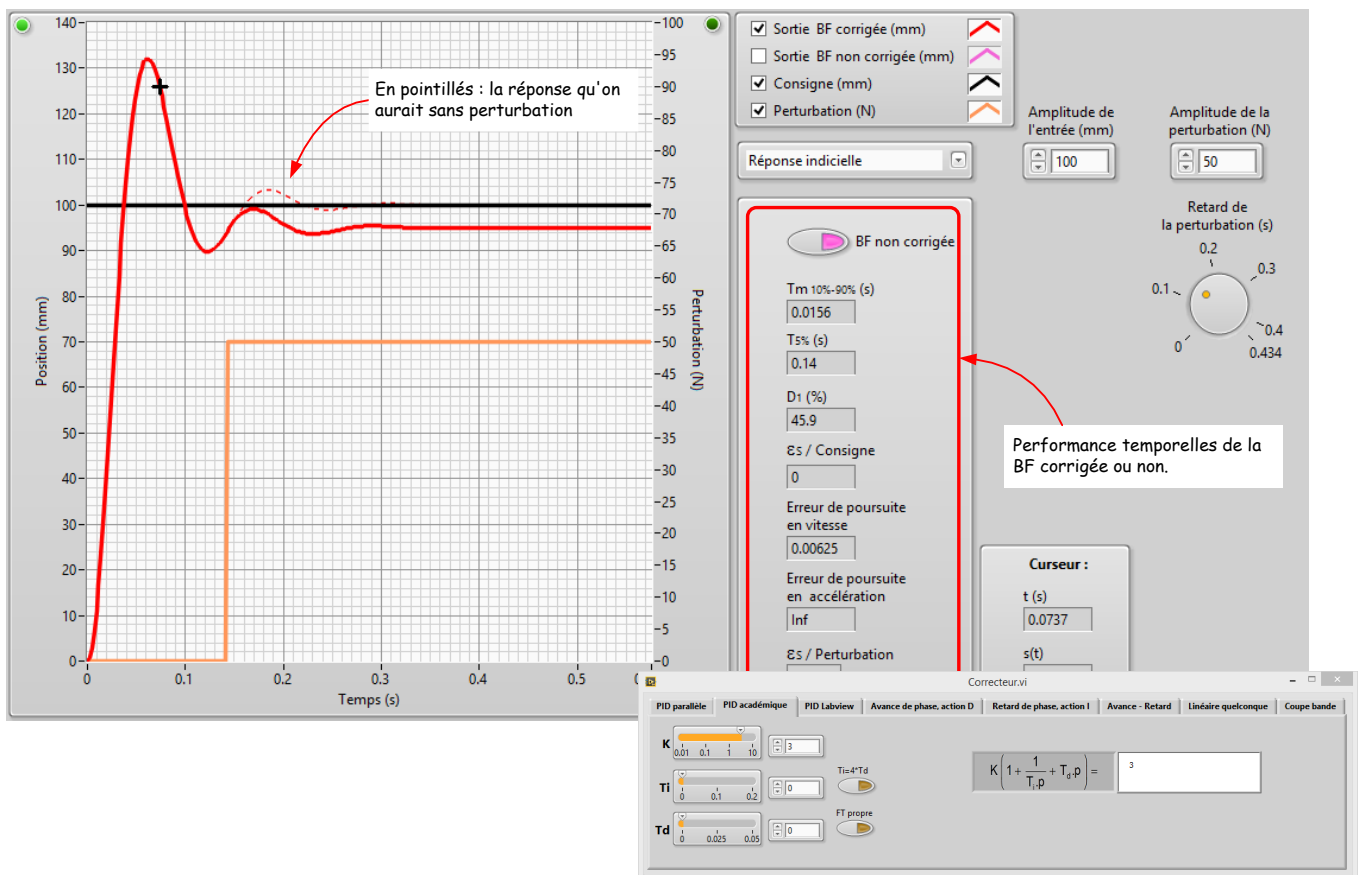 140
130
120
110
100
90
80
70
60
50
40
30
20
10
0
Position (mm)
0
0.1
0.2
0.3
0.4
0.5
Temps (s)
100
95
90
85
80
75
70
65
60
55
50
45
40
35
30
25
20
15
10
5
0
Perturbation (N)
En pointillés : la réponse qu'on
aurait sans perturbation
Sortie BF corrigée (mm)
Sortie BF non corrigée (mm)
Consigne (mm)
Perturbation (N)
Réponse indicielle
Amplitude de
l'entrée (mm)
100
Amplitude de la
perturbation (N)
50
Retard de
la perturbation (s)
0
0.1
0.2
0.3
0.4
0.434
BF non corrigée
Tm 10%-90% (s)
0.0156
T5% (s)
0.14
D1 (%)
45.9
εs / Consigne
0
Erreur de poursuite
en vitesse
0.00625
Erreur de poursuite
en accélération
Inf
εs / Perturbation
Performance temporelles de la
BF corrigée ou non.
Curseur :
t (s)
0.0737
s(t)
Correcteur.vi
PID parallèle
PID académique
PID Labview
Avance de phase, action D
Retard de phase, action I
Avance - Retard
Linéaire quelconque
Coupe bande
K
0.01 0.1 1 10
3
Ti
0 0.1 0.2
0
Td
0 0.025 0.05
0
Ti=4*Td
FT propre
K(1 + 1/(Ti.p) + Td.p) =
3